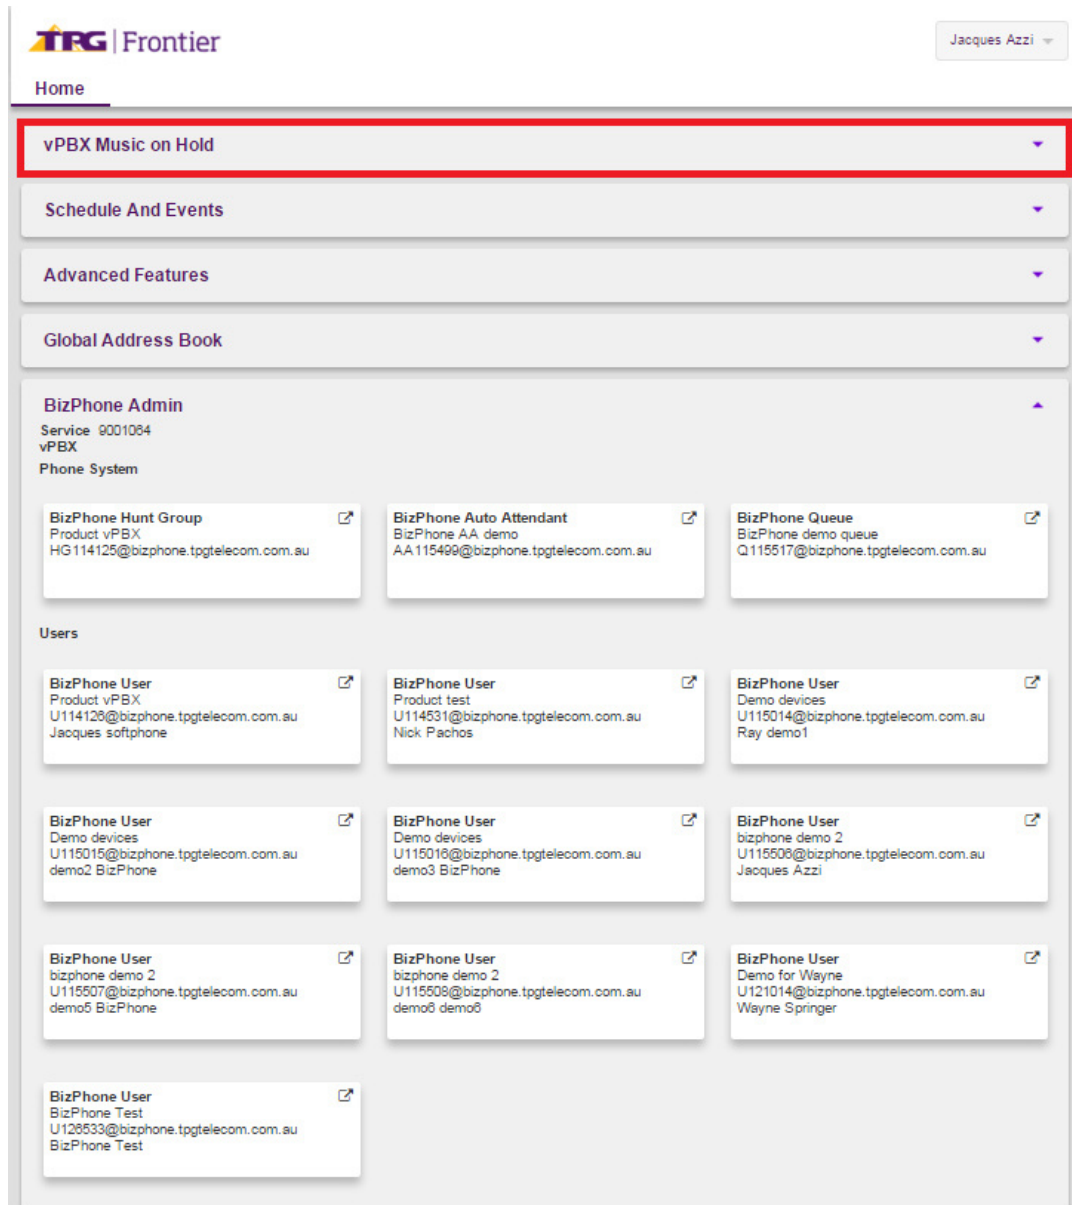 TPG | Frontier
Jacques Azzi
Home
vPBX Music on Hold
Schedule And Events
Advanced Features
Global Address Book
BizPhone Admin
Service 9001064
vPBX
Phone System
BizPhone Hunt Group
Product vPBX
HG114125@bizphone.tpgtelecom.com.au
BizPhone Auto Attendant
BizPhone AA demo
AA115499@bizphone.tpgtelecom.com.au
BizPhone Queue
BizPhone demo queue
Q115517@bizphone.tpgtelecom.com.au
Users
BizPhone User
Product vPBX
U114126@bizphone.tpgtelecom.com.au
Jacques softphone
BizPhone User
Product test
U114531@bizphone.tpgtelecom.com.au
Nick Pachos
BizPhone User
Demo devices
U115014@bizphone.tpgtelecom.com.au
Ray demo1
BizPhone User
Demo devices
U115015@bizphone.tpgtelecom.com.au
demo2 BizPhone
BizPhone User
Demo devices
U115016@bizphone.tpgtelecom.com.au
demo3 BizPhone
BizPhone User
bizphone demo 2
U115506@bizphone.tpgtelecom.com.au
Jacques Azzi
BizPhone User
bizphone demo 2
U115507@bizphone.tpgtelecom.com.au
demo5 BizPhone
BizPhone User
bizphone demo 2
U115508@bizphone.tpgtelecom.com.au
demo6 demo6
BizPhone User
Demo for Wayne
U121014@bizphone.tpgtelecom.com.au
Wayne Springer
BizPhone User
BizPhone Test
U126533@bizphone.tpgtelecom.com.au
BizPhone Test